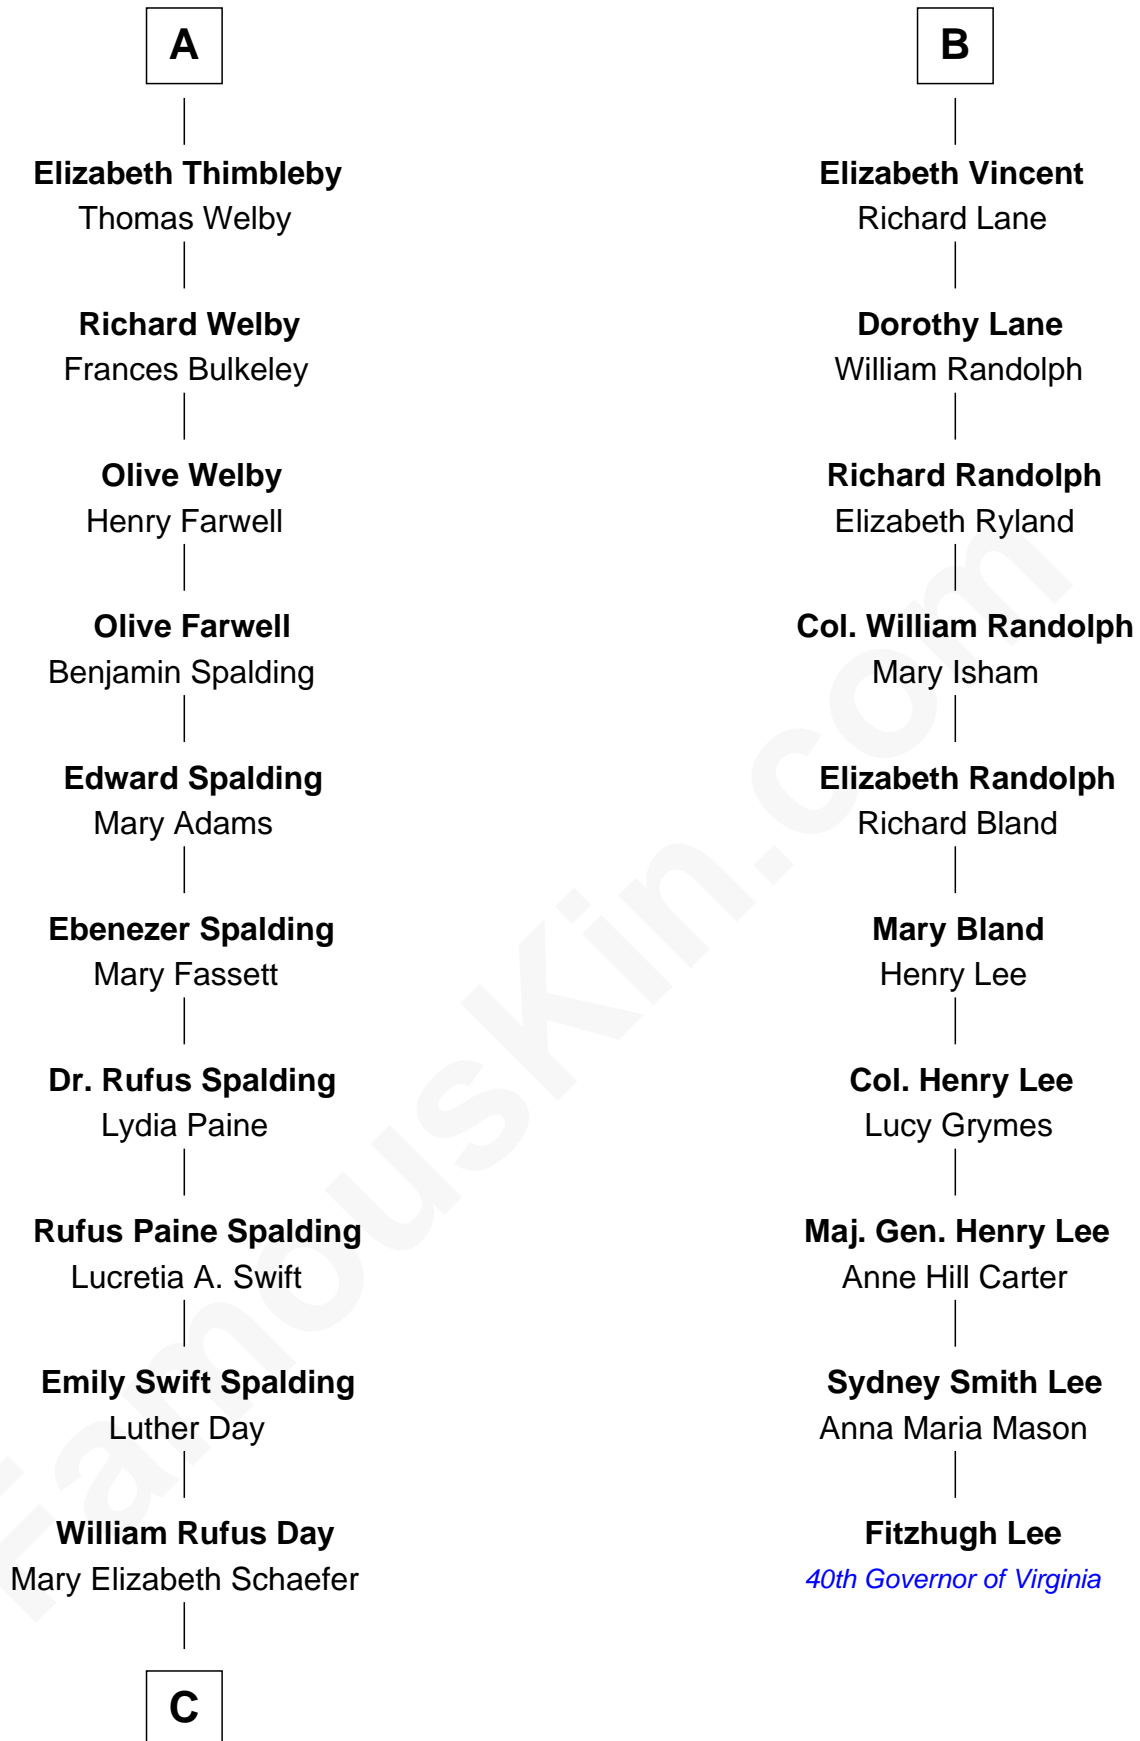 A
Elizabeth Thimbleby
Thomas Welby
Richard Welby
Frances Bulkeley
Olive Welby
Henry Farwell
Olive Farwell
Benjamin Spalding
Edward Spalding
Mary Adams
Ebenezer Spalding
Mary Fassett
Dr. Rufus Spalding
Lydia Paine
Rufus Paine Spalding
Lucretia A. Swift
Emily Swift Spalding
Luther Day
William Rufus Day
Mary Elizabeth Schaefer
C
B
Elizabeth Vincent
Richard Lane
Dorothy Lane
William Randolph
Richard Randolph
Elizabeth Ryland
Col. William Randolph
Mary Isham
Elizabeth Randolph
Richard Bland
Mary Bland
Henry Lee
Col. Henry Lee
Lucy Grymes
Maj. Gen. Henry Lee
Anne Hill Carter
Sydney Smith Lee
Anna Maria Mason
Fitzhugh Lee
40th Governor of Virginia
FamousKin.com